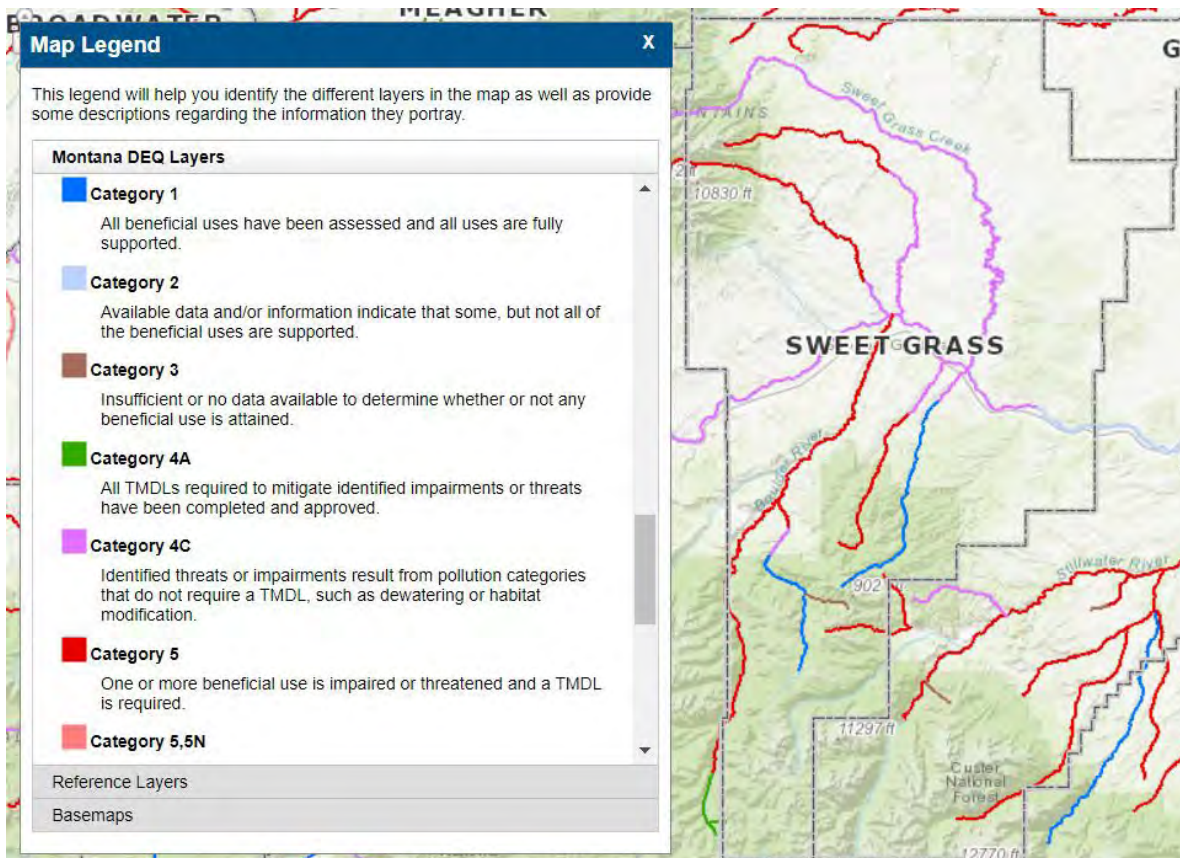 MEAGHER
Map Legend X
This legend will help you identify the different layers in the map as well as provide
some descriptions regarding the information they portray.
Montana DEQ Layers
Category 1
All beneficial uses have been assessed and all uses are fully
supported.
Category 2
Available data and/or information indicate that some, but not all of
the beneficial uses are supported.
Category 3
Insufficient or no data available to determine whether or not any
beneficial use is attained.
Category 4A
All TMDLs required to mitigate identified impairments or threats
have been completed and approved.
Category 4C
Identified threats or impairments result from pollution categories
that do not require a TMDL, such as dewatering or habitat
modification.
Category 5
One or more beneficial use is impaired or threatened and a TMDL
is required.
Category 5,5N
Reference Layers
Basemaps
G
Sweet Grass Creek
NTAINS
10830 ft
SWEET GRASS
Boulder River
902
Stillwater River
11297 ft
Custer
National
Forest
12770 ft